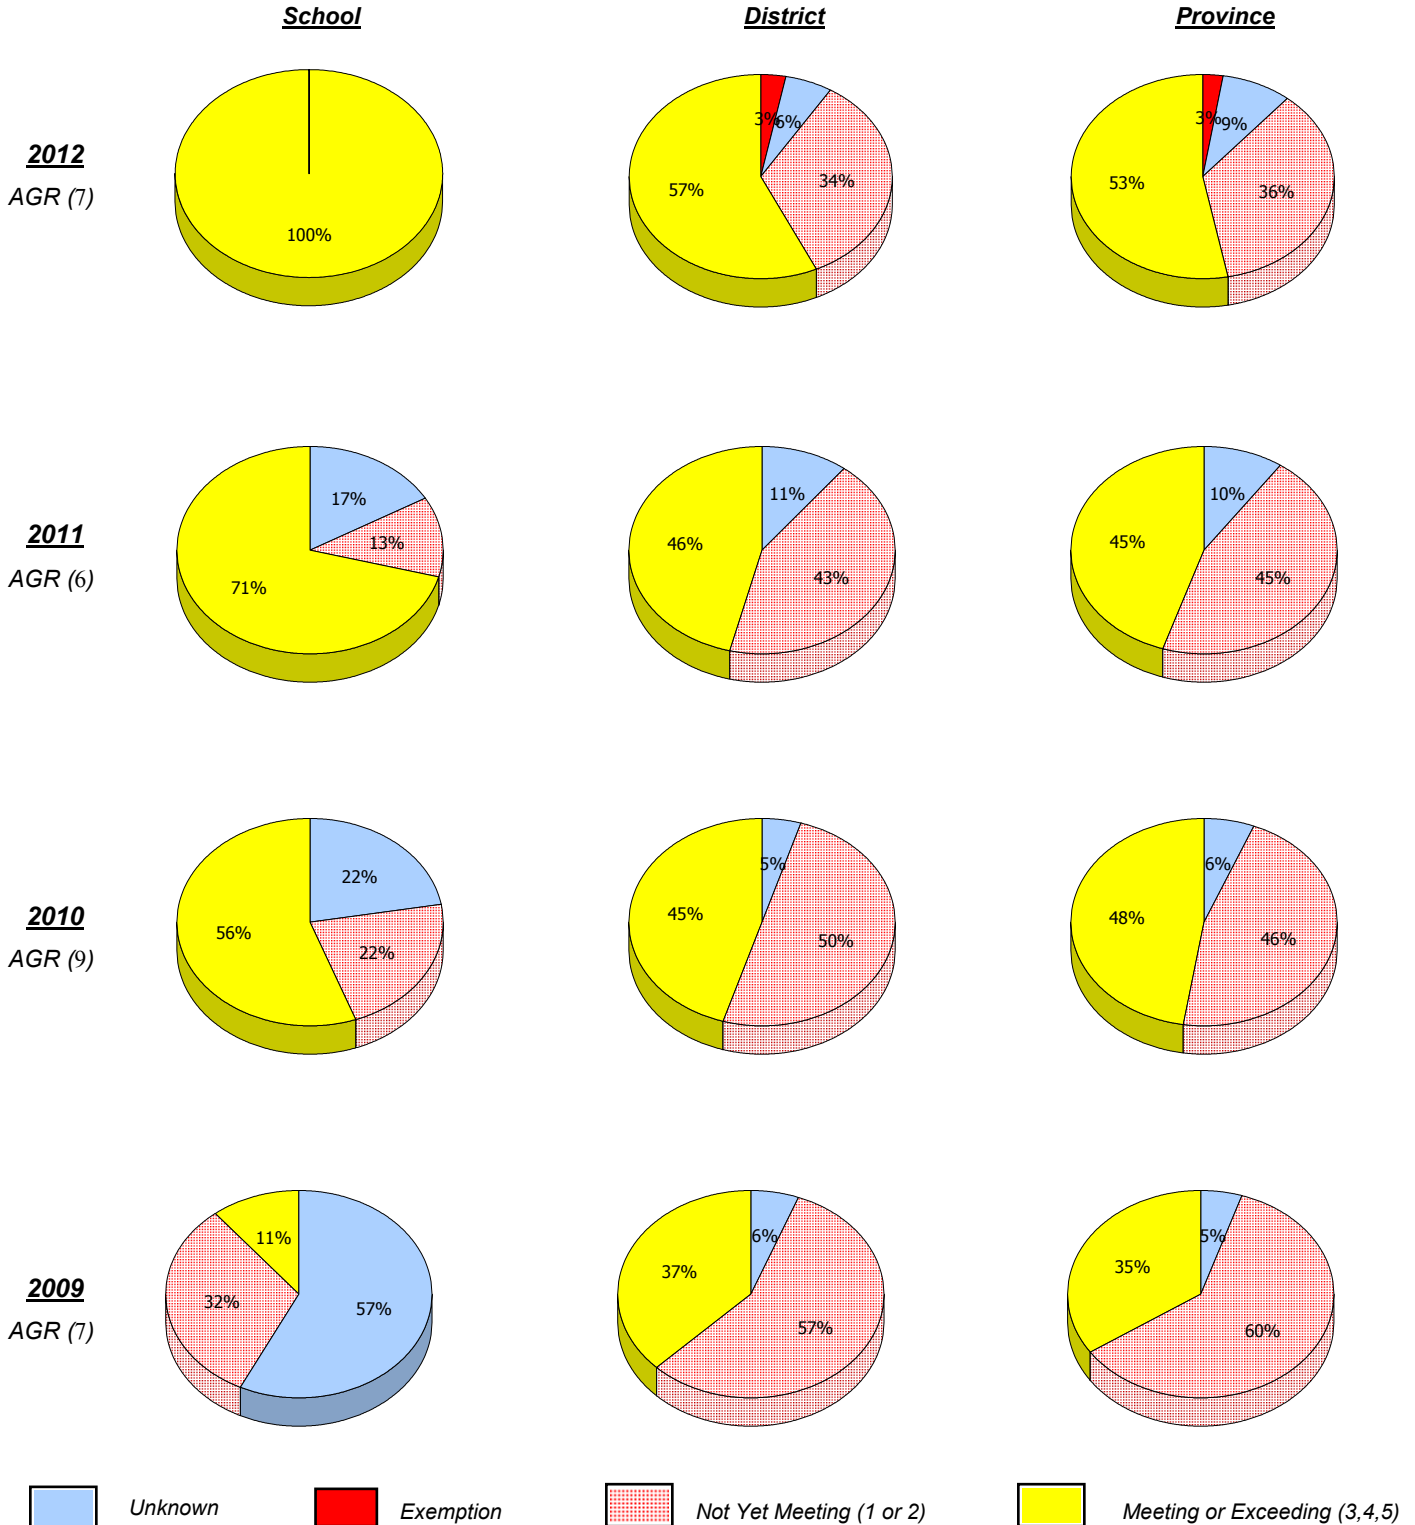 School District Province
2012
AGR (7)
100%
3% 6% 34% 57%
3% 9% 36% 53%
2011
AGR (6)
17% 13% 71%
11% 43% 46%
10% 45% 45%
2010
AGR (9)
22% 22% 56%
5% 50% 45%
6% 46% 48%
2009
AGR (7)
11% 32% 57%
6% 57% 37%
5% 60% 35%
Unknown Exemption Not Yet Meeting (1 or 2) Meeting or Exceeding (3,4,5)